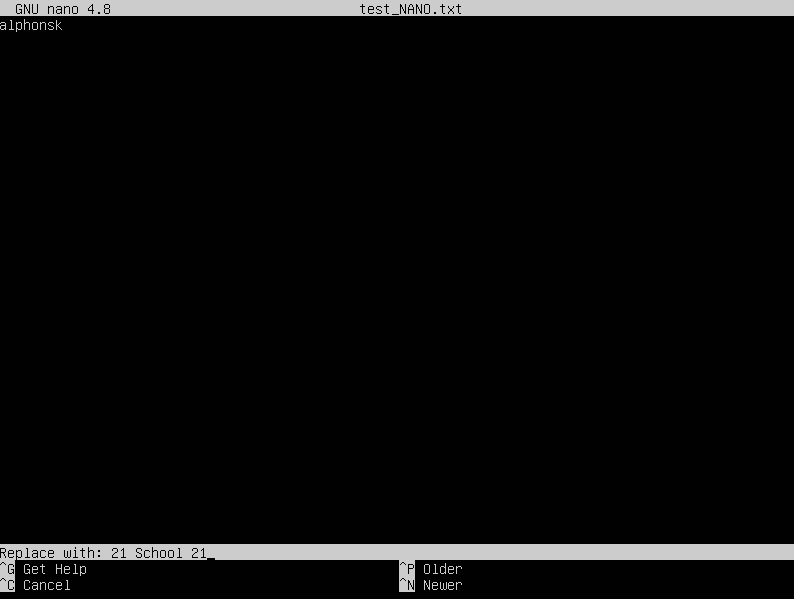 GNU nano 4.8 test_NANO.txt
alphonsk
Replace with: 21 School 21_
^G Get Help ^P Older
^C Cancel ^N Newer